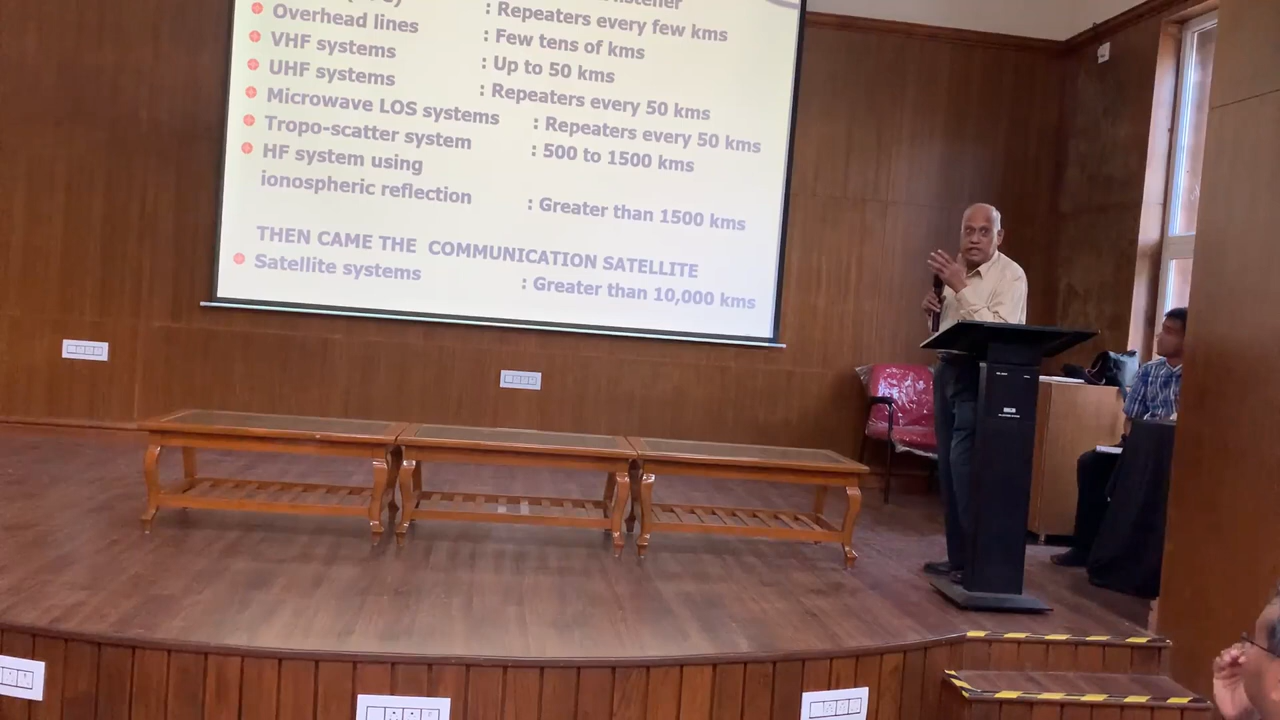 listener
Overhead lines : Repeaters every few kms
VHF systems : Few tens of kms
UHF systems : Up to 50 kms
Microwave LOS systems : Repeaters every 50 kms
Tropo-scatter system : Repeaters every 50 kms
HF system using : 500 to 1500 kms
ionospheric reflection : Greater than 1500 kms
THEN CAME THE COMMUNICATION SATELLITE
Satellite systems : Greater than 10,000 kms